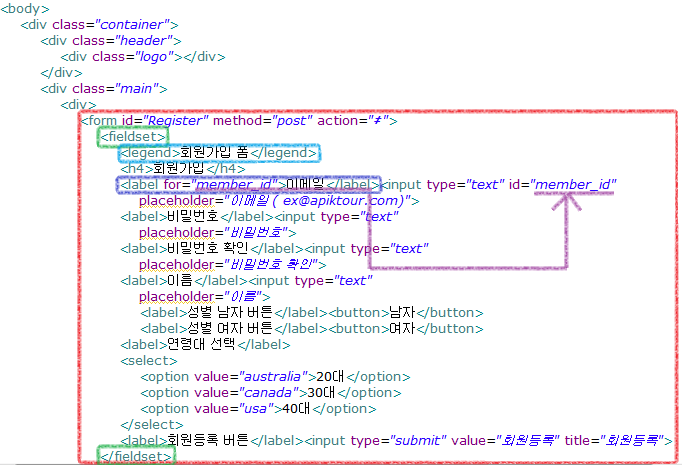 <body>
<div class="container">
<div class="header">
<div class="logo"></div>
</div>
<div class="main">
<div>
<form id="Register" method="post" action="#">
<fieldset>
<legend>회원가입 폼</legend>
<h4>회원가입</h4>
<label for="member_id">이메일</label><input type="text" id="member_id"
placeholder="이메일 ( ex@apiktour.com)">
<label>비밀번호</label><input type="text"
placeholder="비밀번호">
<label>비밀번호 확인</label><input type="text"
placeholder="비밀번호 확인">
<label>이름</label><input type="text"
placeholder="이름">
<label>성별 남자 버튼</label><button>남자</button>
<label>성별 여자 버튼</label><button>여자</button>
<label>연령대 선택</label>
<select>
<option value="australia">20대</option>
<option value="canada">30대</option>
<option value="usa">40대</option>
</select>
<label>회원등록 버튼</label><input type="submit" value="회원등록" title="회원등록">
</fieldset>